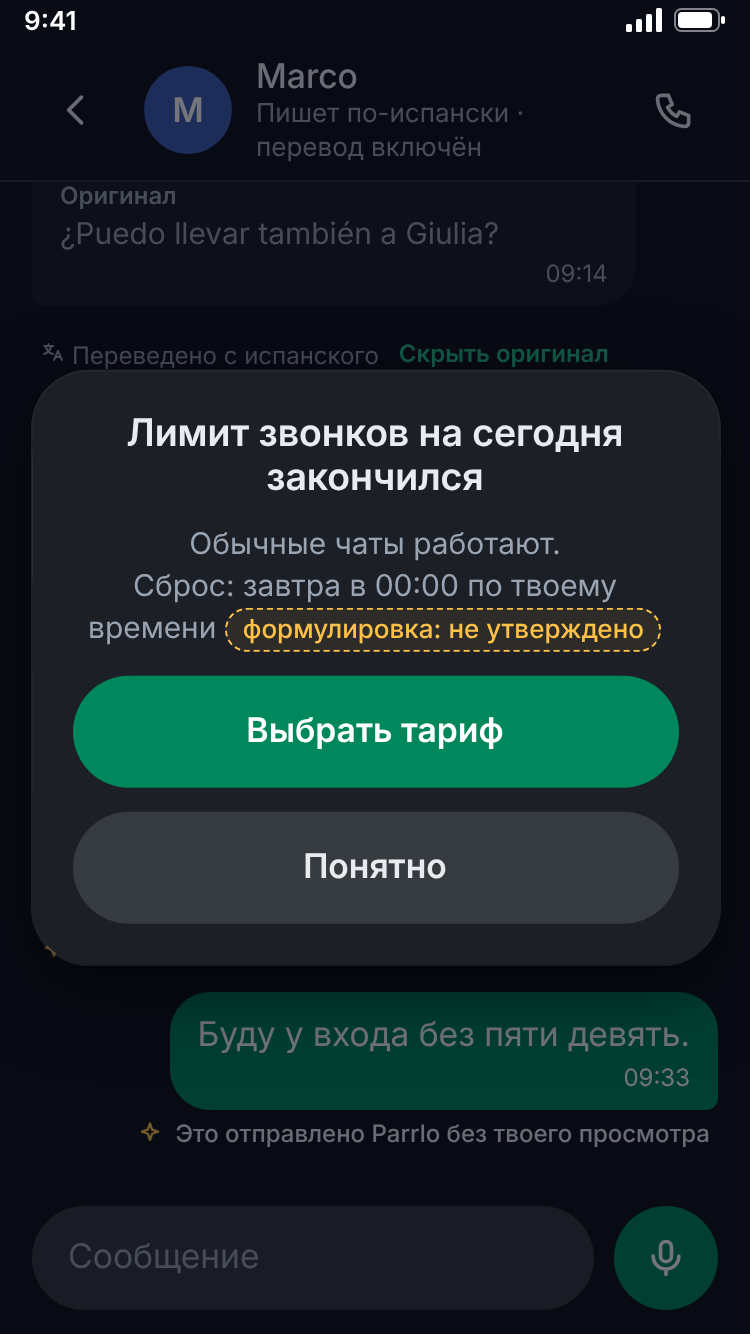 9:41
M
Marco
Пишет по-испански ·
перевод включён
Оригинал
¿Puedo llevar también a Giulia?
09:14
Переведено с испанского Скрыть оригинал
Лимит звонков на сегодня
закончился
Обычные чаты работают.
Сброс: завтра в 00:00 по твоему
времени формулировка: не утверждено
Выбрать тариф
Понятно
Буду у входа без пяти девять.
09:33
Это отправлено Parrlo без твоего просмотра
Сообщение